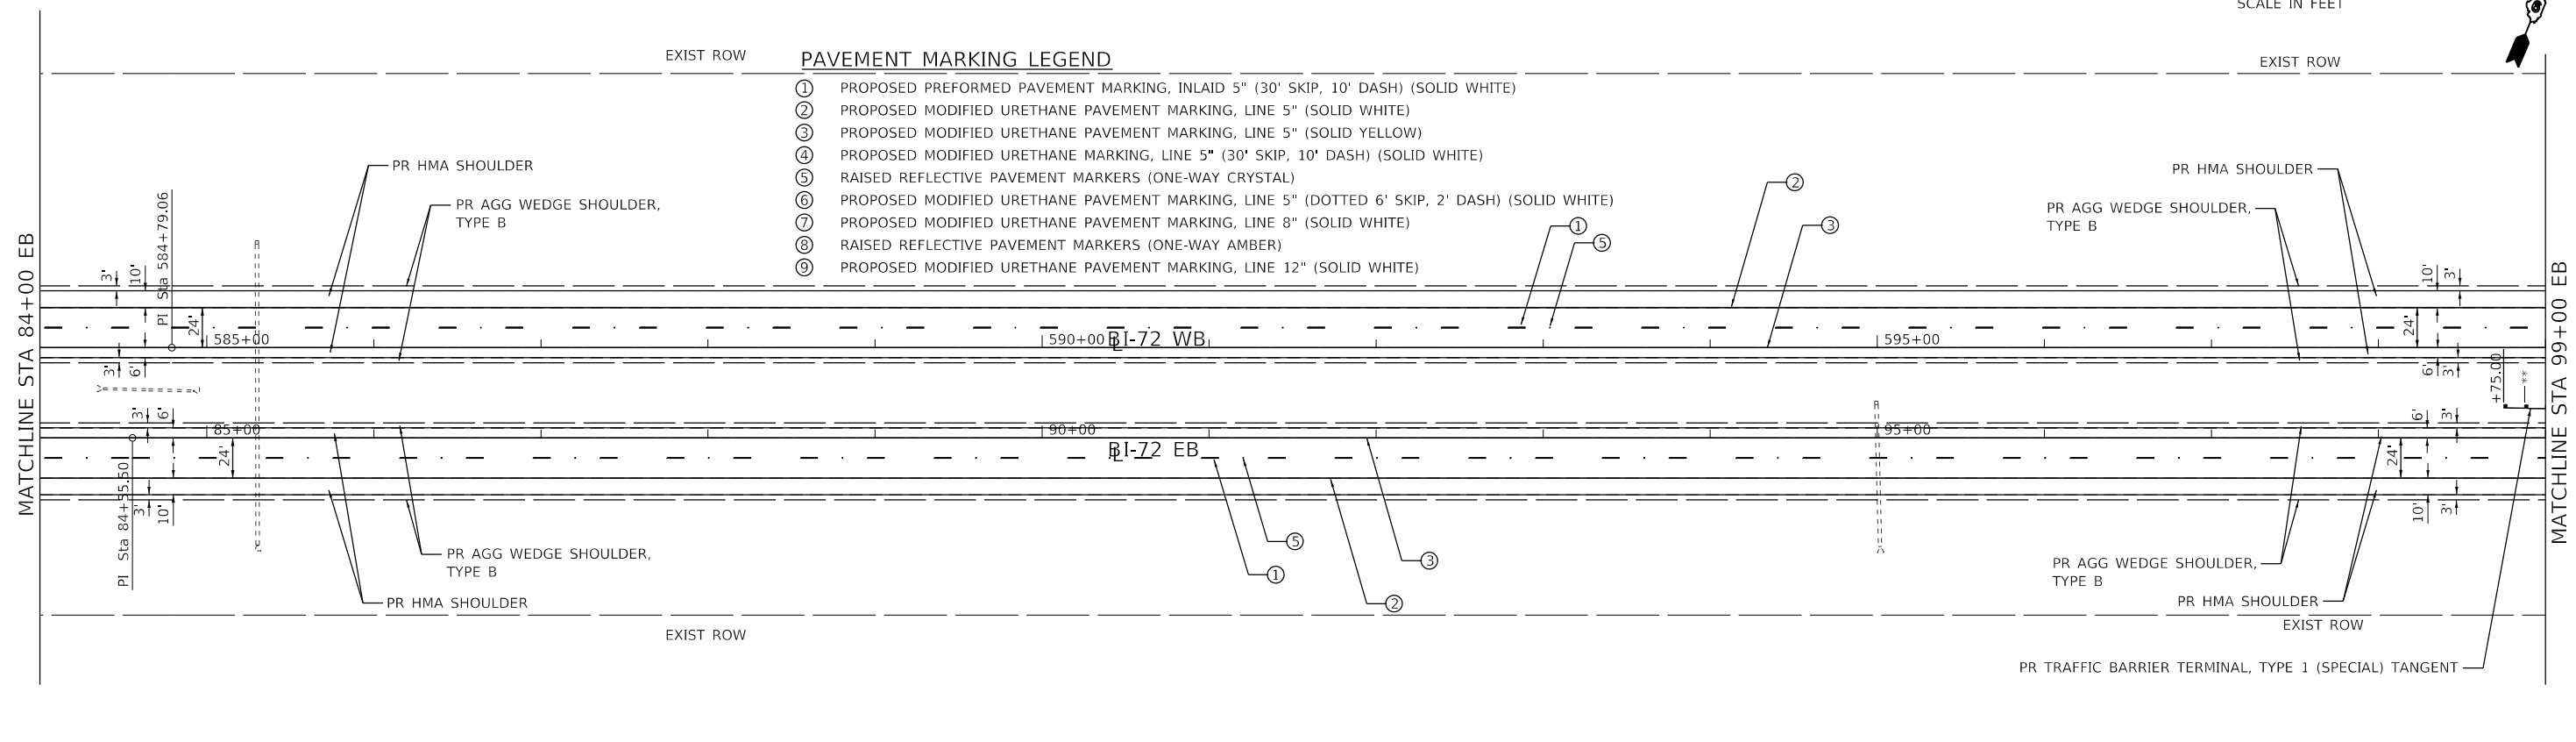 SCALE IN FEET
EXIST ROW
EXIST ROW
PAVEMENT MARKING LEGEND
1 PROPOSED PREFORMED PAVEMENT MARKING, INLAID 5" (30' SKIP, 10' DASH) (SOLID WHITE)
2 PROPOSED MODIFIED URETHANE PAVEMENT MARKING, LINE 5" (SOLID WHITE)
3 PROPOSED MODIFIED URETHANE PAVEMENT MARKING, LINE 5" (SOLID YELLOW)
4 PROPOSED MODIFIED URETHANE MARKING, LINE 5" (30' SKIP, 10' DASH) (SOLID WHITE)
5 RAISED REFLECTIVE PAVEMENT MARKERS (ONE-WAY CRYSTAL)
6 PROPOSED MODIFIED URETHANE PAVEMENT MARKING, LINE 5" (DOTTED 6' SKIP, 2' DASH) (SOLID WHITE)
7 PROPOSED MODIFIED URETHANE PAVEMENT MARKING, LINE 8" (SOLID WHITE)
8 RAISED REFLECTIVE PAVEMENT MARKERS (ONE-WAY AMBER)
9 PROPOSED MODIFIED URETHANE PAVEMENT MARKING, LINE 12" (SOLID WHITE)
MATCHLINE STA 84+00 EB
PR HMA SHOULDER
PR AGG WEDGE SHOULDER,
TYPE B
PI Sta 584+79.06
3'
10'
24'
3'
6'
2
1
3
5
PR HMA SHOULDER
PR AGG WEDGE SHOULDER,
TYPE B
10'
3'
24'
6'
3'
585+00
590+00
BI-72 WB
595+00
+75.00
**
3'
6'
24'
3'
10'
85+00
90+00
BI-72 EB
95+00
6'
3'
24'
10'
3'
PI Sta 84+55.50
PR AGG WEDGE SHOULDER,
TYPE B
PR HMA SHOULDER
5
1
3
2
PR AGG WEDGE SHOULDER,
TYPE B
PR HMA SHOULDER
EXIST ROW
EXIST ROW
PR TRAFFIC BARRIER TERMINAL, TYPE 1 (SPECIAL) TANGENT
MATCHLINE STA 99+00 EB